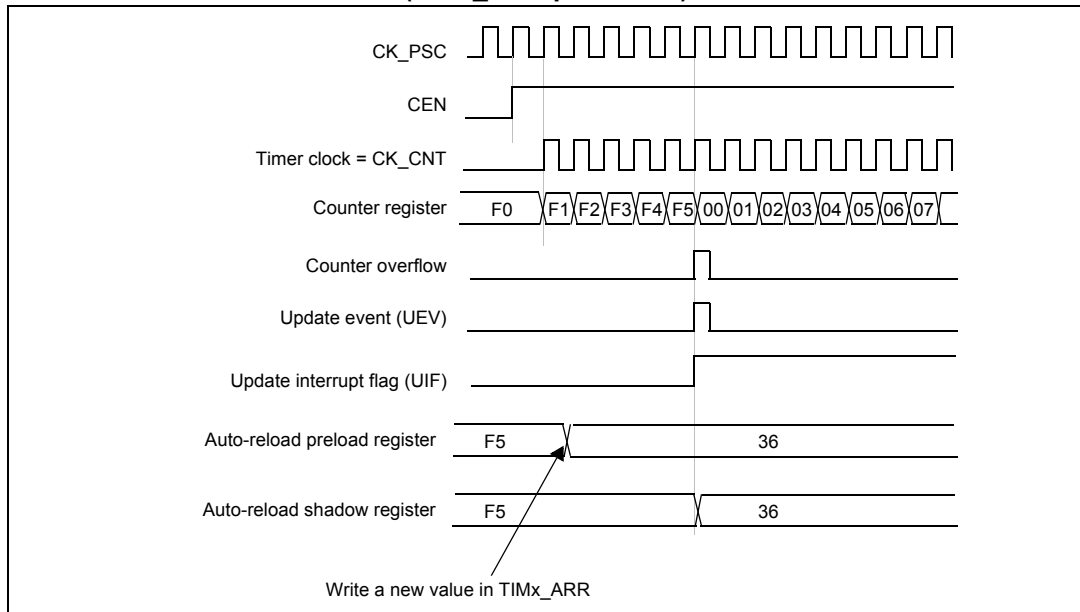 CK_PSC
CEN
Timer clock = CK_CNT
Counter register F0 F1 F2 F3 F4 F5 00 01 02 03 04 05 06 07
Counter overflow
Update event (UEV)
Update interrupt flag (UIF)
Auto-reload preload register F5 36
Auto-reload shadow register F5 36
Write a new value in TIMx_ARR